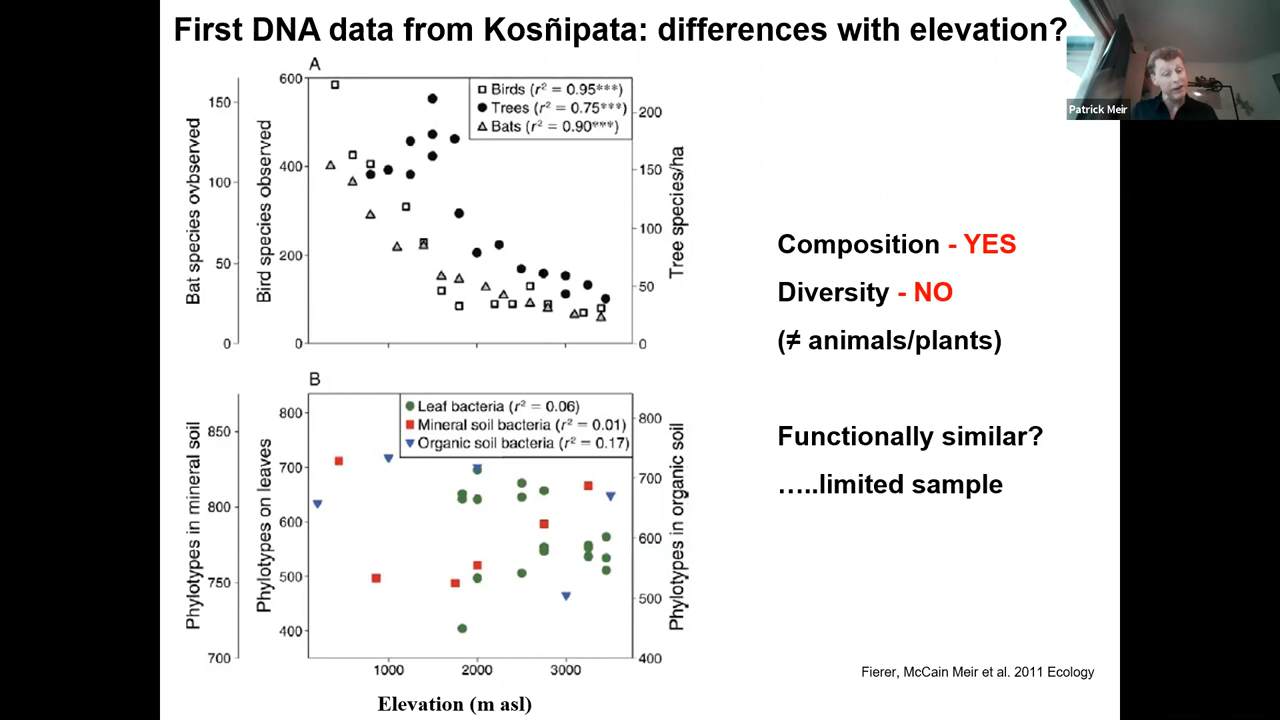 First DNA data from Kosñipata: differences with elevation?
Patrick Meir
A
Bat species ovbserved
150
100
50
0
Bird species observed
600
400
200
0
Birds (r² = 0.95***)
Trees (r² = 0.75***)
Bats (r² = 0.90***)
Tree species/ha
200
150
100
50
0
Composition - YES
Diversity - NO
(≠ animals/plants)
Functionally similar?
…..limited sample
B
Phylotypes in mineral soil
850
800
750
700
Phylotypes on leaves
800
700
600
500
400
Leaf bacteria (r² = 0.06)
Mineral soil bacteria (r² = 0.01)
Organic soil bacteria (r² = 0.17)
Phylotypes in organic soil
800
700
600
500
400
1000 2000 3000
Elevation (m asl)
Fierer, McCain Meir et al. 2011 Ecology